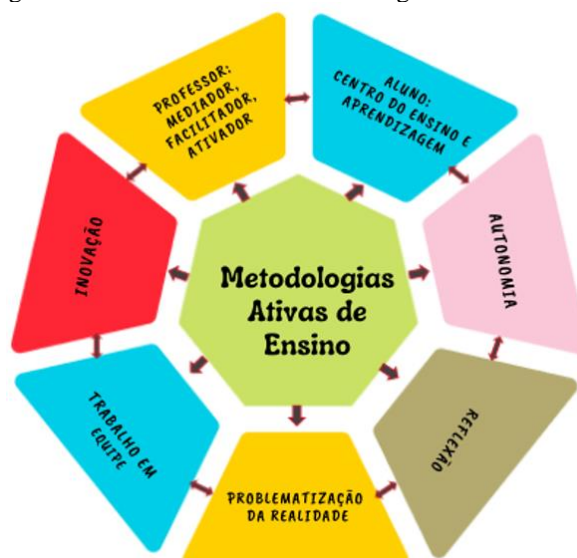 PROFESSOR:
MEDIADOR,
FACILITADOR,
ATIVADOR
ALUNO:
CENTRO DO ENSINO E
APRENDIZAGEM
AUTONOMIA
REFLEXÃO
PROBLEMATIZAÇÃO
DA REALIDADE
TRABALHO EM
EQUIPE
INOVAÇÃO
Metodologias
Ativas de
Ensino